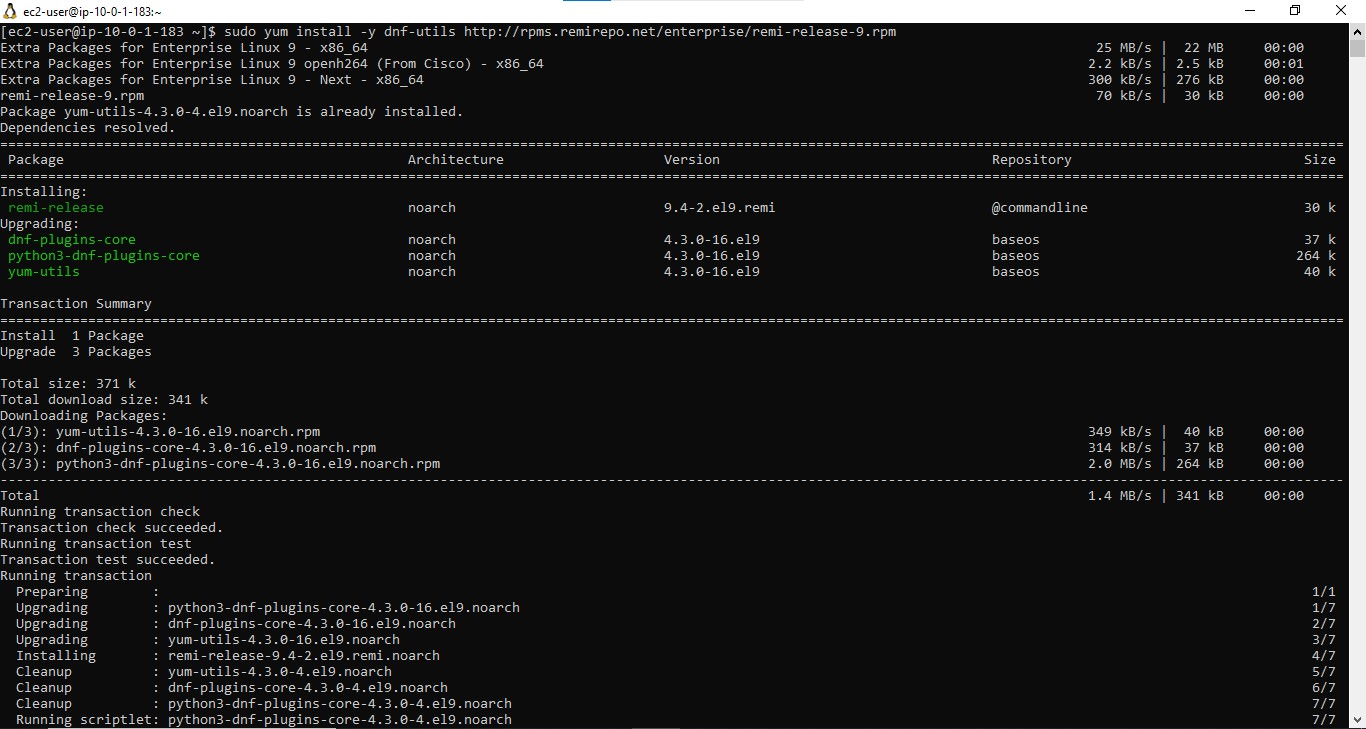 ec2-user@ip-10-0-1-183:~
[ec2-user@ip-10-0-1-183 ~]$ sudo yum install -y dnf-utils http://rpms.remirepo.net/enterprise/remi-release-9.rpm
Extra Packages for Enterprise Linux 9 - x86_64 25 MB/s | 22 MB 00:00
Extra Packages for Enterprise Linux 9 openh264 (From Cisco) - x86_64 2.2 kB/s | 2.5 kB 00:01
Extra Packages for Enterprise Linux 9 - Next - x86_64 300 kB/s | 276 kB 00:00
remi-release-9.rpm 70 kB/s | 30 kB 00:00
Package yum-utils-4.3.0-4.el9.noarch is already installed.
Dependencies resolved.
Package Architecture Version Repository Size
Installing:
remi-release noarch 9.4-2.el9.remi @commandline 30 k
Upgrading:
dnf-plugins-core noarch 4.3.0-16.el9 baseos 37 k
python3-dnf-plugins-core noarch 4.3.0-16.el9 baseos 264 k
yum-utils noarch 4.3.0-16.el9 baseos 40 k
Transaction Summary
Install 1 Package
Upgrade 3 Packages
Total size: 371 k
Total download size: 341 k
Downloading Packages:
(1/3): yum-utils-4.3.0-16.el9.noarch.rpm 349 kB/s | 40 kB 00:00
(2/3): dnf-plugins-core-4.3.0-16.el9.noarch.rpm 314 kB/s | 37 kB 00:00
(3/3): python3-dnf-plugins-core-4.3.0-16.el9.noarch.rpm 2.0 MB/s | 264 kB 00:00
Total 1.4 MB/s | 341 kB 00:00
Running transaction check
Transaction check succeeded.
Running transaction test
Transaction test succeeded.
Running transaction
Preparing : 1/1
Upgrading : python3-dnf-plugins-core-4.3.0-16.el9.noarch 1/7
Upgrading : dnf-plugins-core-4.3.0-16.el9.noarch 2/7
Upgrading : yum-utils-4.3.0-16.el9.noarch 3/7
Installing : remi-release-9.4-2.el9.remi.noarch 4/7
Cleanup : yum-utils-4.3.0-4.el9.noarch 5/7
Cleanup : dnf-plugins-core-4.3.0-4.el9.noarch 6/7
Cleanup : python3-dnf-plugins-core-4.3.0-4.el9.noarch 7/7
Running scriptlet: python3-dnf-plugins-core-4.3.0-4.el9.noarch 7/7